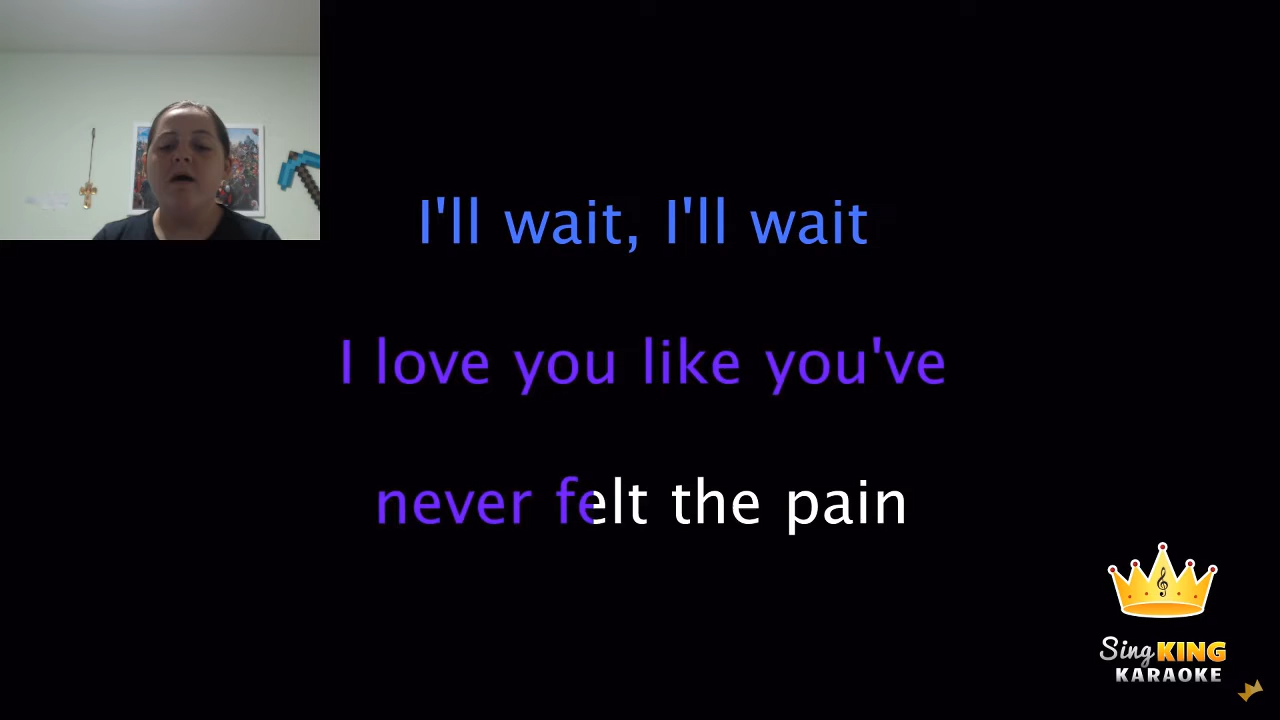 I'll wait, I'll wait
I love you like you've
never felt the pain
Sing KING
KARAOKE